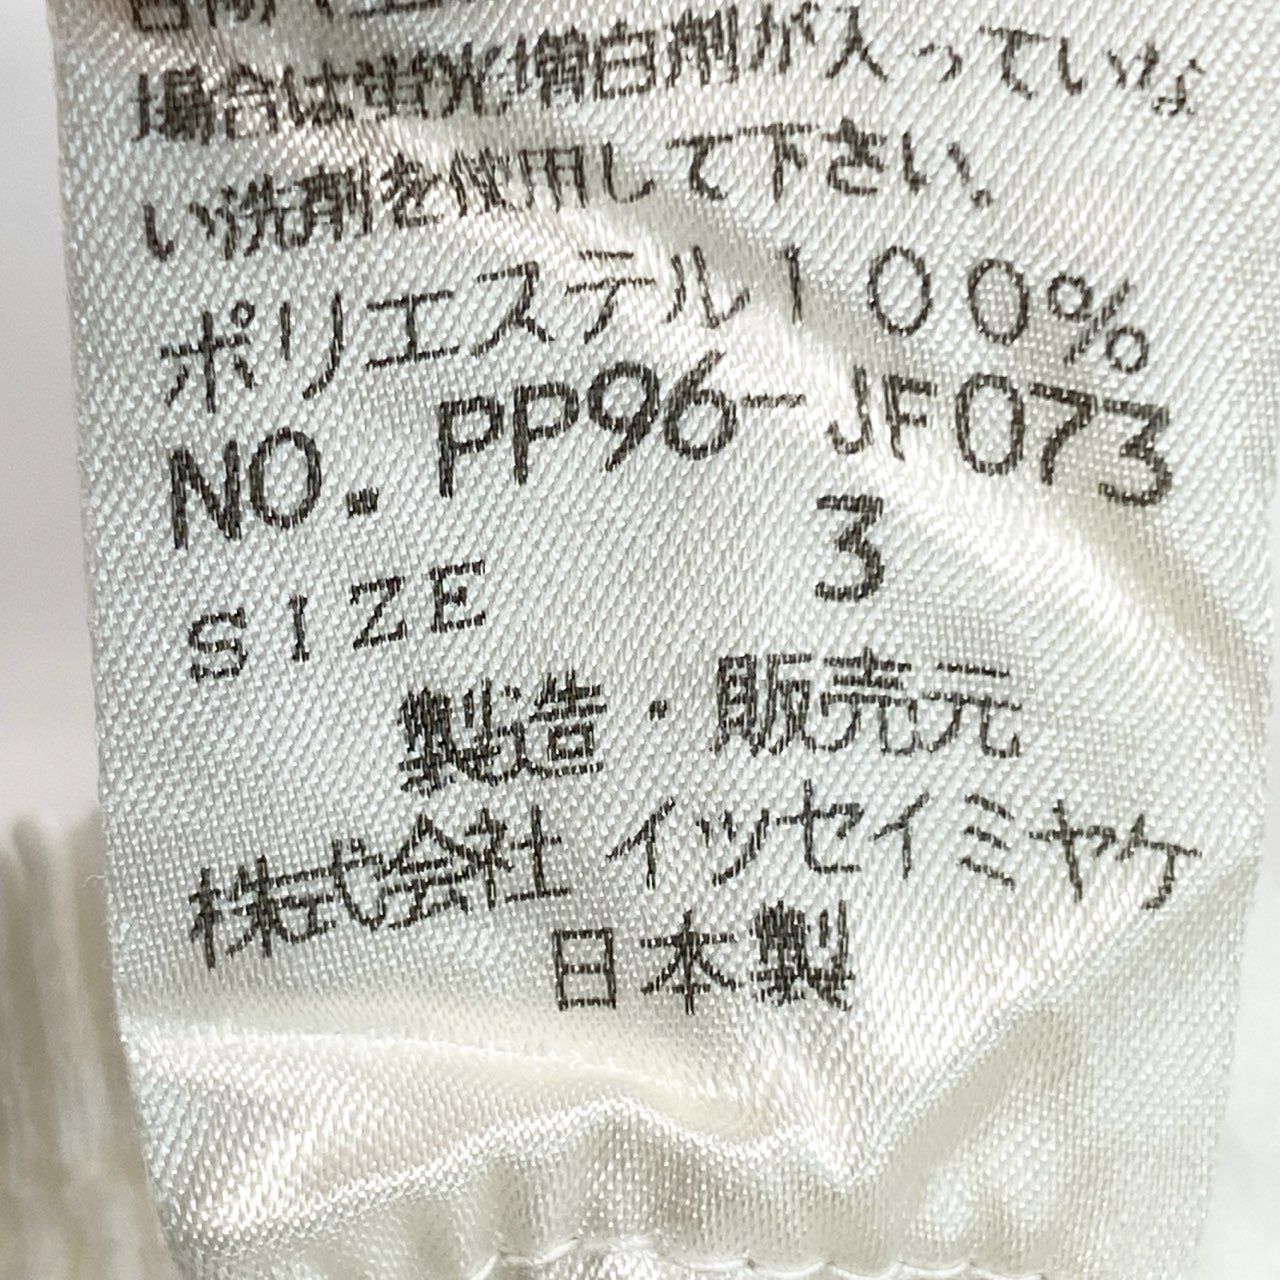 場合は蛍光増白剤が入っていな
い洗剤を使用して下さい。
ポリエステル100%
NO. PP96-JF073
SIZE 3
製造・販売元
株式会社イッセイミヤケ
日本製